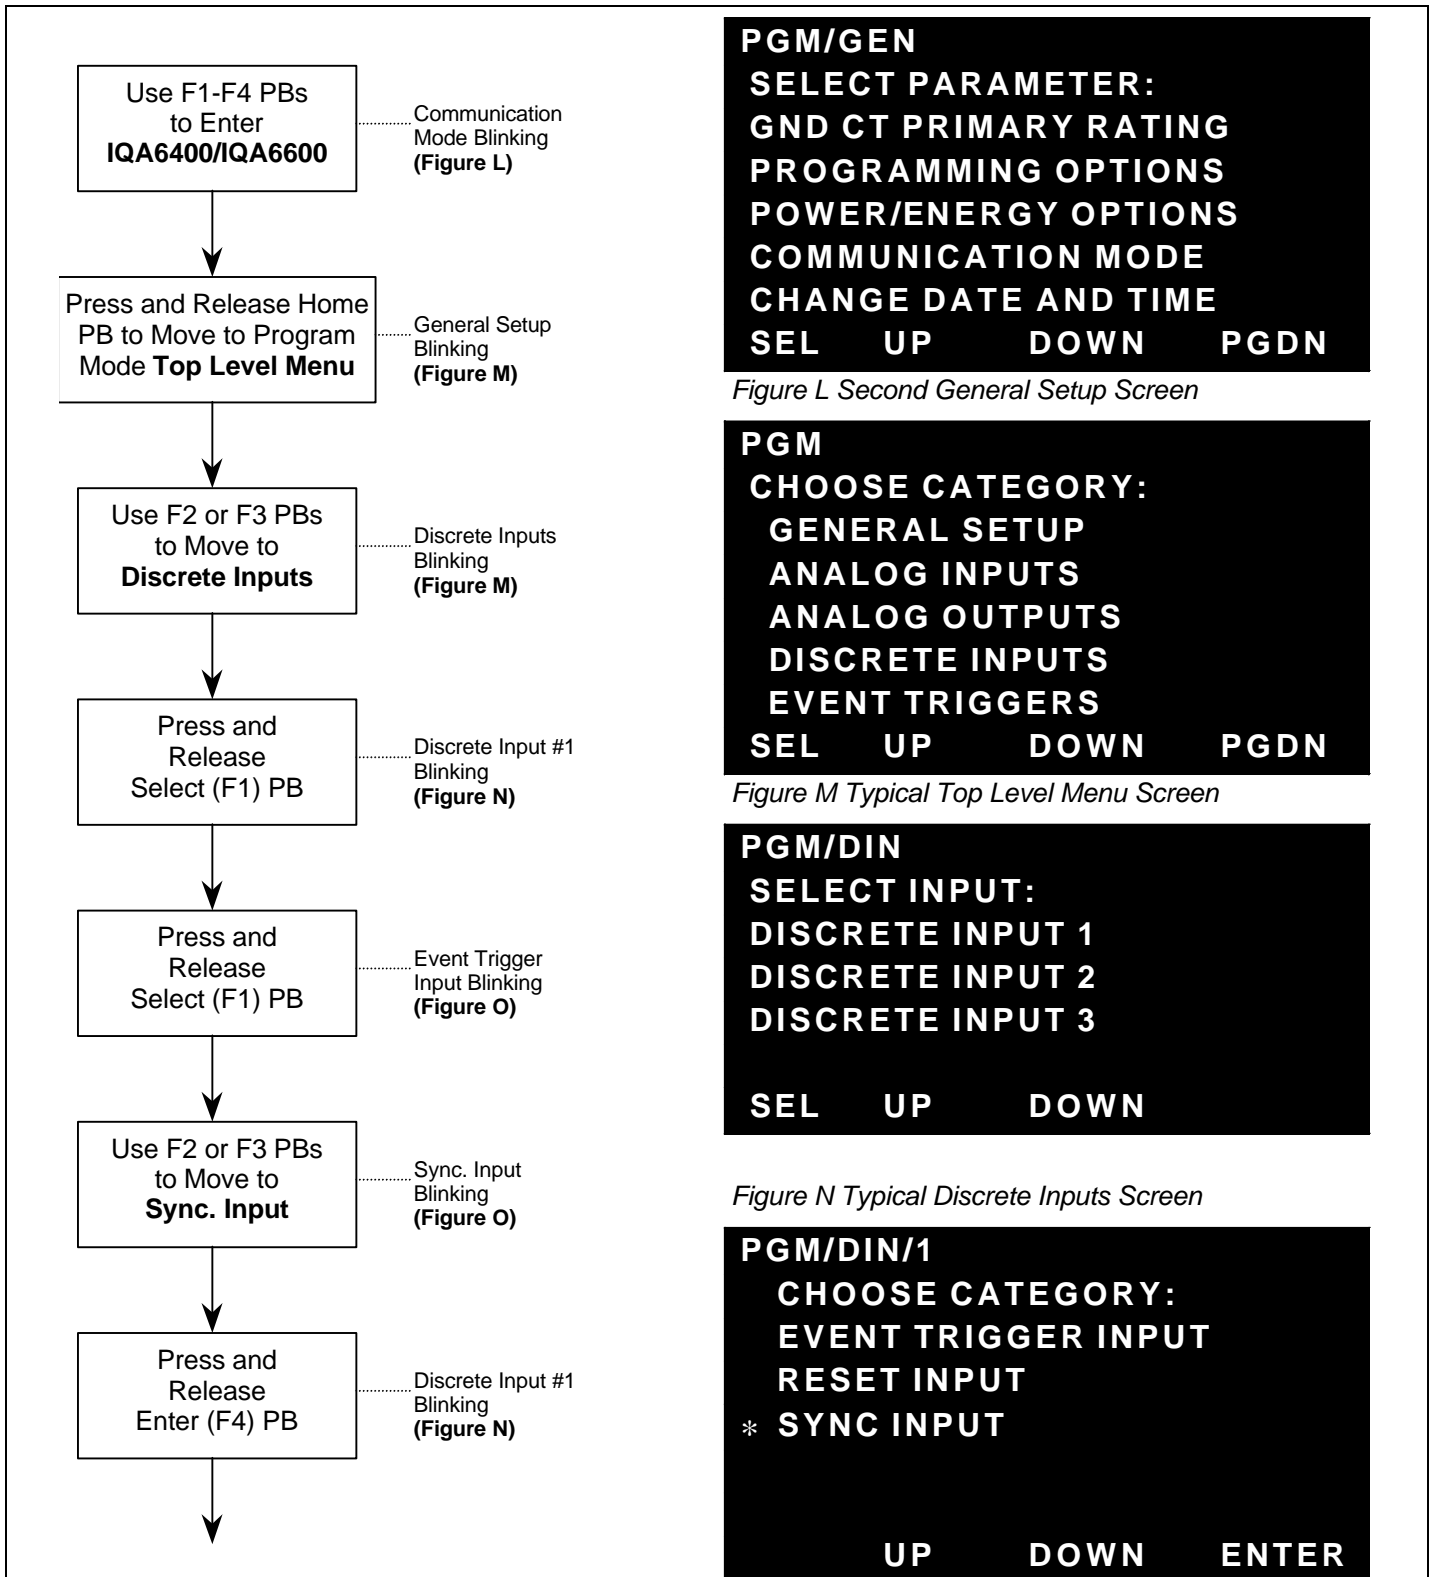 Use F1-F4 PBs
to Enter
IQA6400/IQA6600
Communication
Mode Blinking
(Figure L)
Press and Release Home
PB to Move to Program
Mode Top Level Menu
General Setup
Blinking
(Figure M)
Use F2 or F3 PBs
to Move to
Discrete Inputs
Discrete Inputs
Blinking
(Figure M)
Press and
Release
Select (F1) PB
Discrete Input #1
Blinking
(Figure N)
Press and
Release
Select (F1) PB
Event Trigger
Input Blinking
(Figure O)
Use F2 or F3 PBs
to Move to
Sync. Input
Sync. Input
Blinking
(Figure O)
Press and
Release
Enter (F4) PB
Discrete Input #1
Blinking
(Figure N)
PGM/GEN
SELECT PARAMETER:
GND CT PRIMARY RATING
PROGRAMMING OPTIONS
POWER/ENERGY OPTIONS
COMMUNICATION MODE
CHANGE DATE AND TIME
SEL UP DOWN PGDN
Figure L Second General Setup Screen
PGM
CHOOSE CATEGORY:
GENERAL SETUP
ANALOG INPUTS
ANALOG OUTPUTS
DISCRETE INPUTS
EVENT TRIGGERS
SEL UP DOWN PGDN
Figure M Typical Top Level Menu Screen
PGM/DIN
SELECT INPUT:
DISCRETE INPUT 1
DISCRETE INPUT 2
DISCRETE INPUT 3
SEL UP DOWN
Figure N Typical Discrete Inputs Screen
PGM/DIN/1
CHOOSE CATEGORY:
EVENT TRIGGER INPUT
RESET INPUT
* SYNC INPUT
UP DOWN ENTER